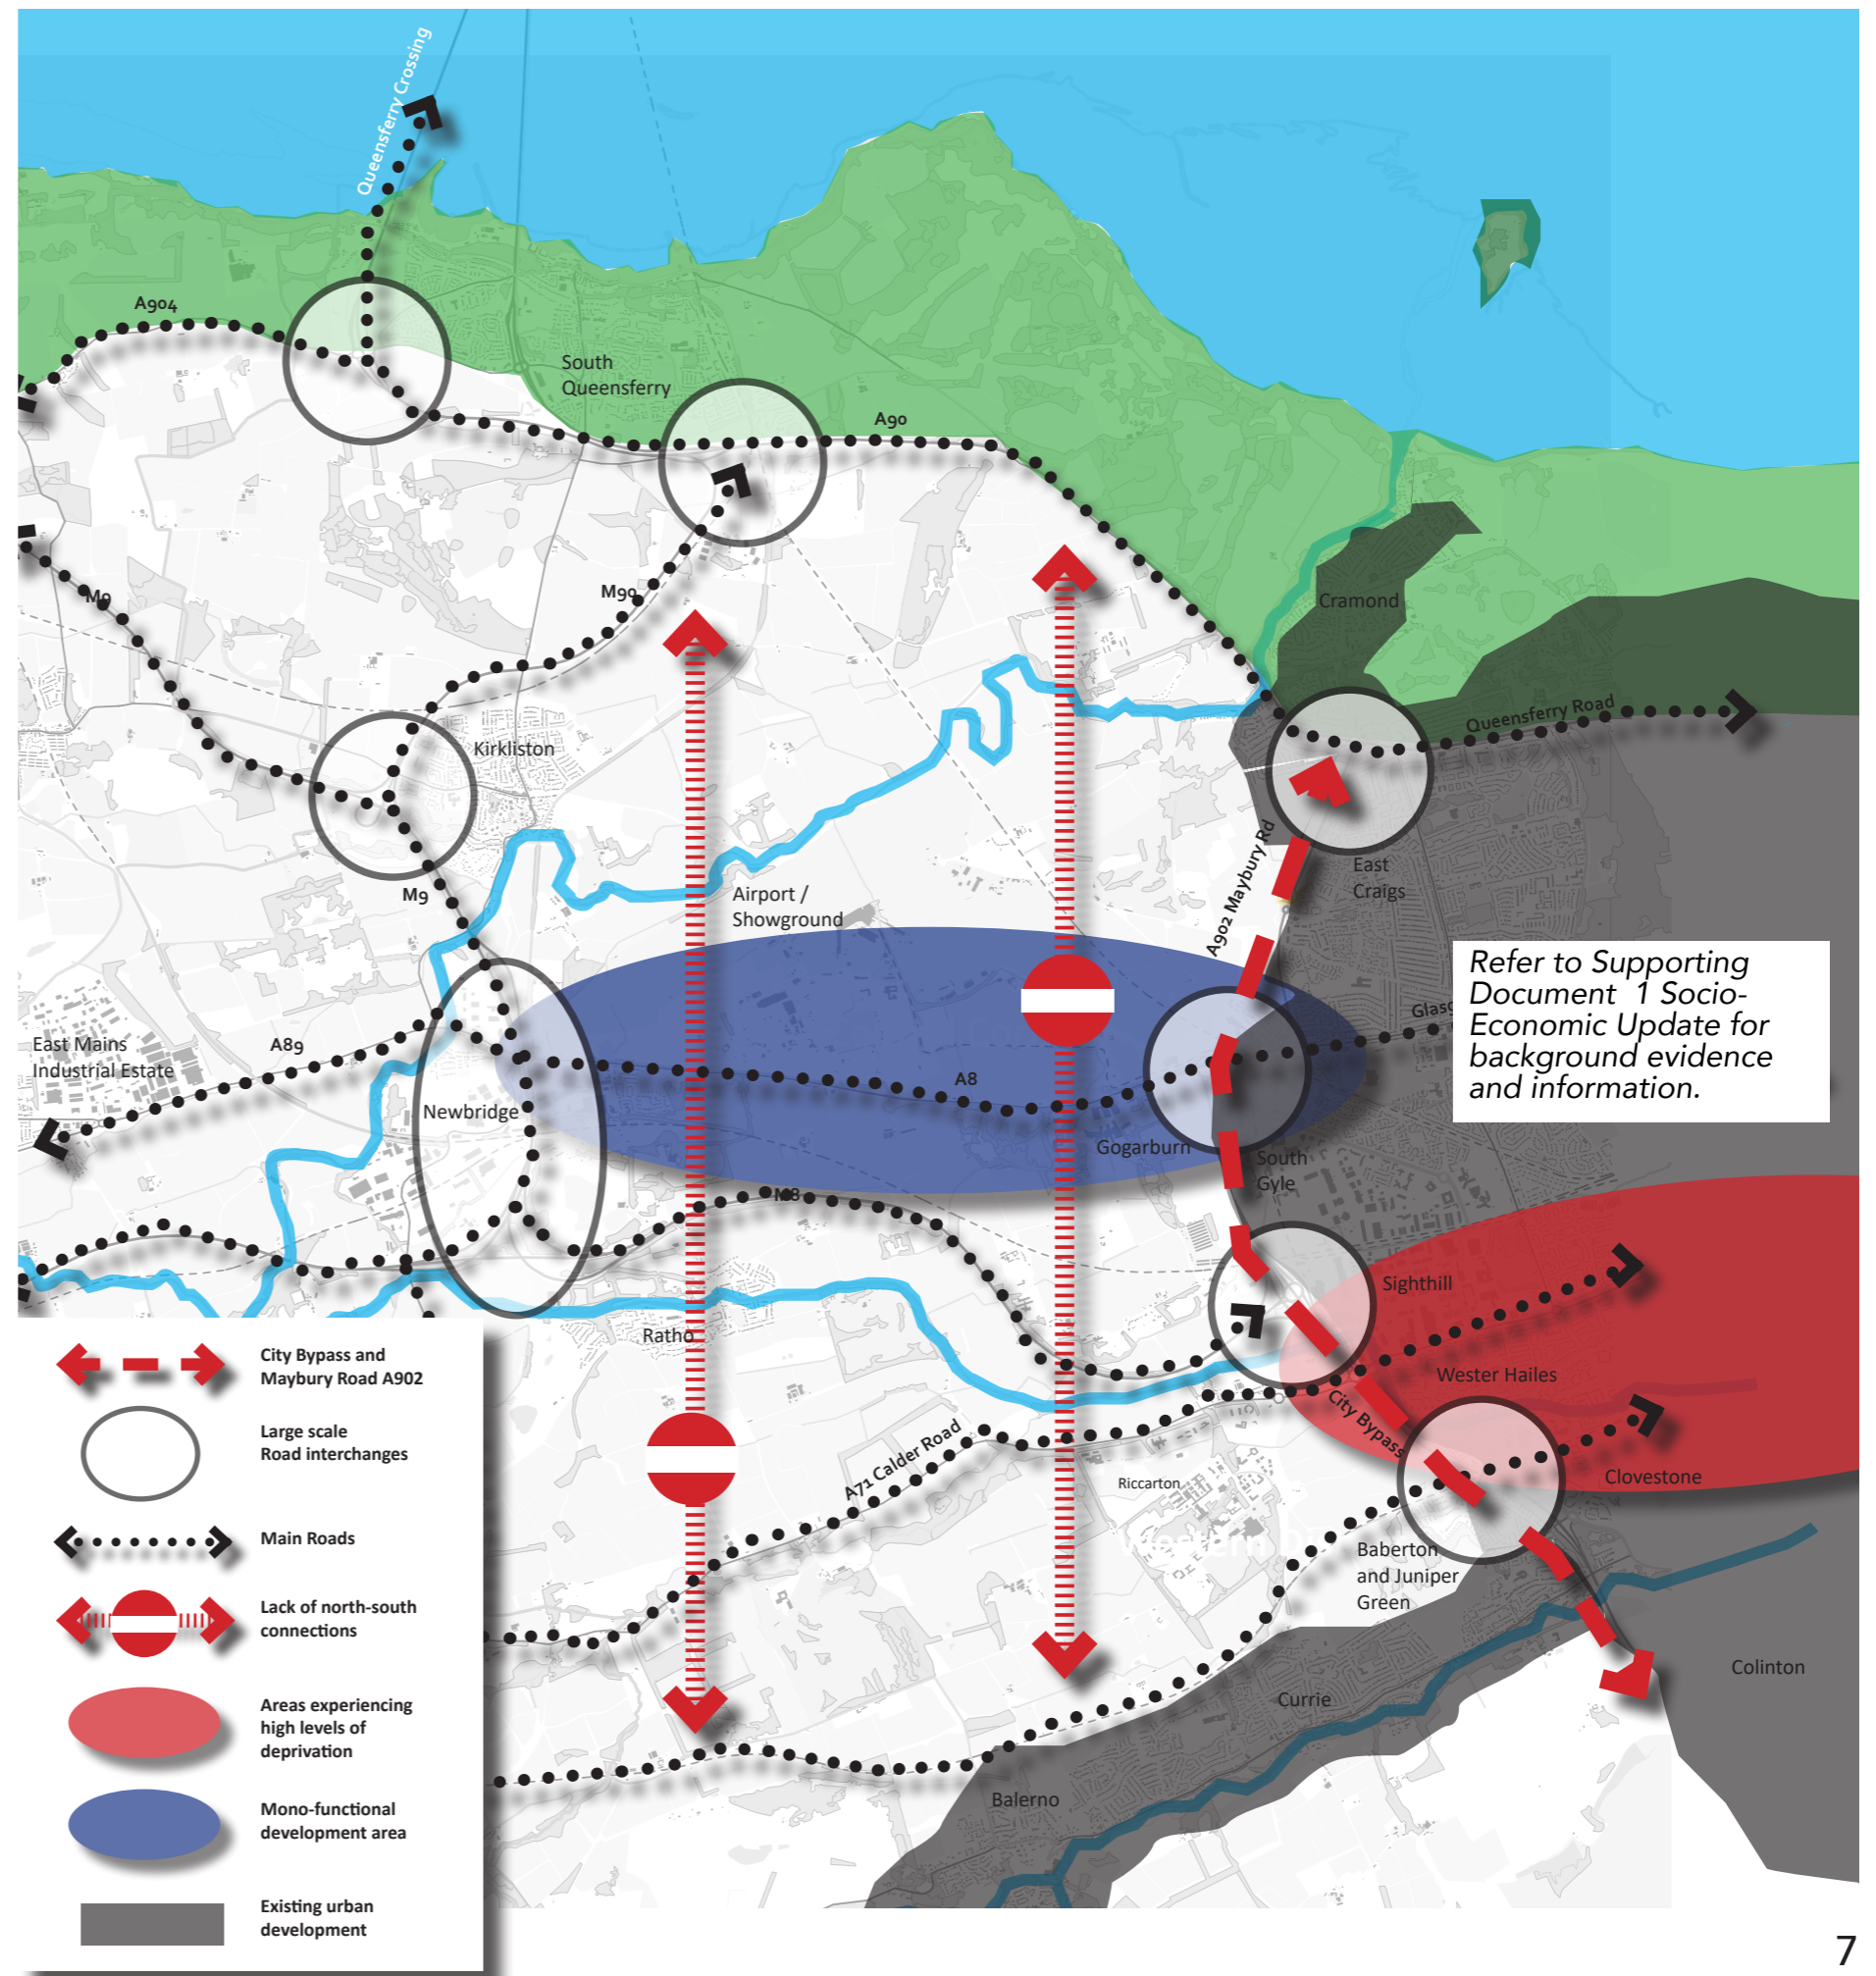 Queensferry Crossing
A904
South
Queensferry
A90
M9
M90
Cramond
Queensferry Road
Kirkliston
A902 Maybury Rd
East
Craigs
M9
Airport /
Showground
Refer to Supporting
Document 1 Socio-
Economic Update for
background evidence
and information.
East Mains
Industrial Estate
A89
A8
Newbridge
Gogarburn
South
Gyle
M8
Sighthill
Ratho
Wester Hailes
City Bypass
A71 Calder Road
Riccarton
Clovestone
Western
Baberton
and Juniper
Green
Currie
Colinton
Balerno
City Bypass and
Maybury Road A902
Large scale
Road interchanges
Main Roads
Lack of north-south
connections
Areas experiencing
high levels of
deprivation
Mono-functional
development area
Existing urban
development
7